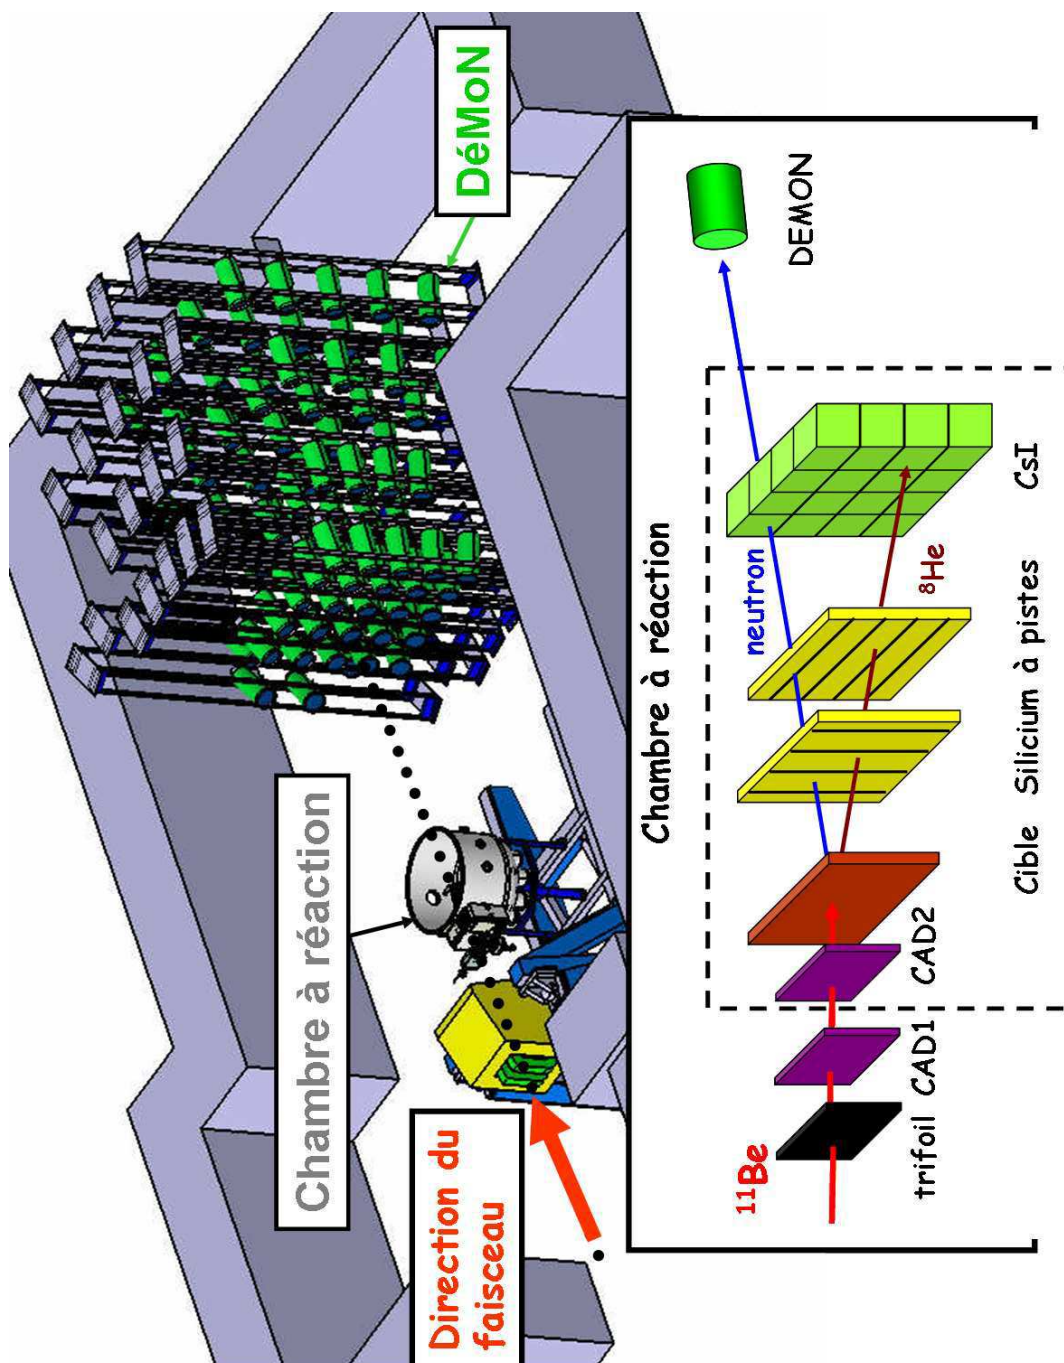 DéMoN
Chambre à réaction
Direction du
faisceau
Chambre à réaction
¹¹Be
neutron
⁸He
DEMON
trifoil CAD1 CAD2
Cible Silicium à pistes CsI